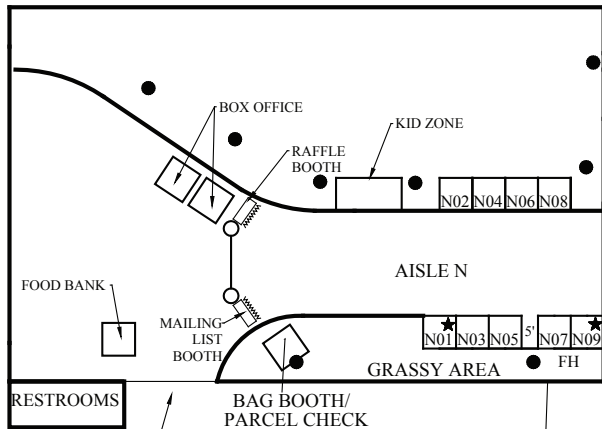 BOX OFFICE
KID ZONE
RAFFLE
BOOTH
N02 N04 N06 N08
AISLE N
FOOD BANK
MAILING
LIST
BOOTH
N01 N03 N05 5' N07 N09
GRASSY AREA
FH
RESTROOMS
BAG BOOTH/
PARCEL CHECK